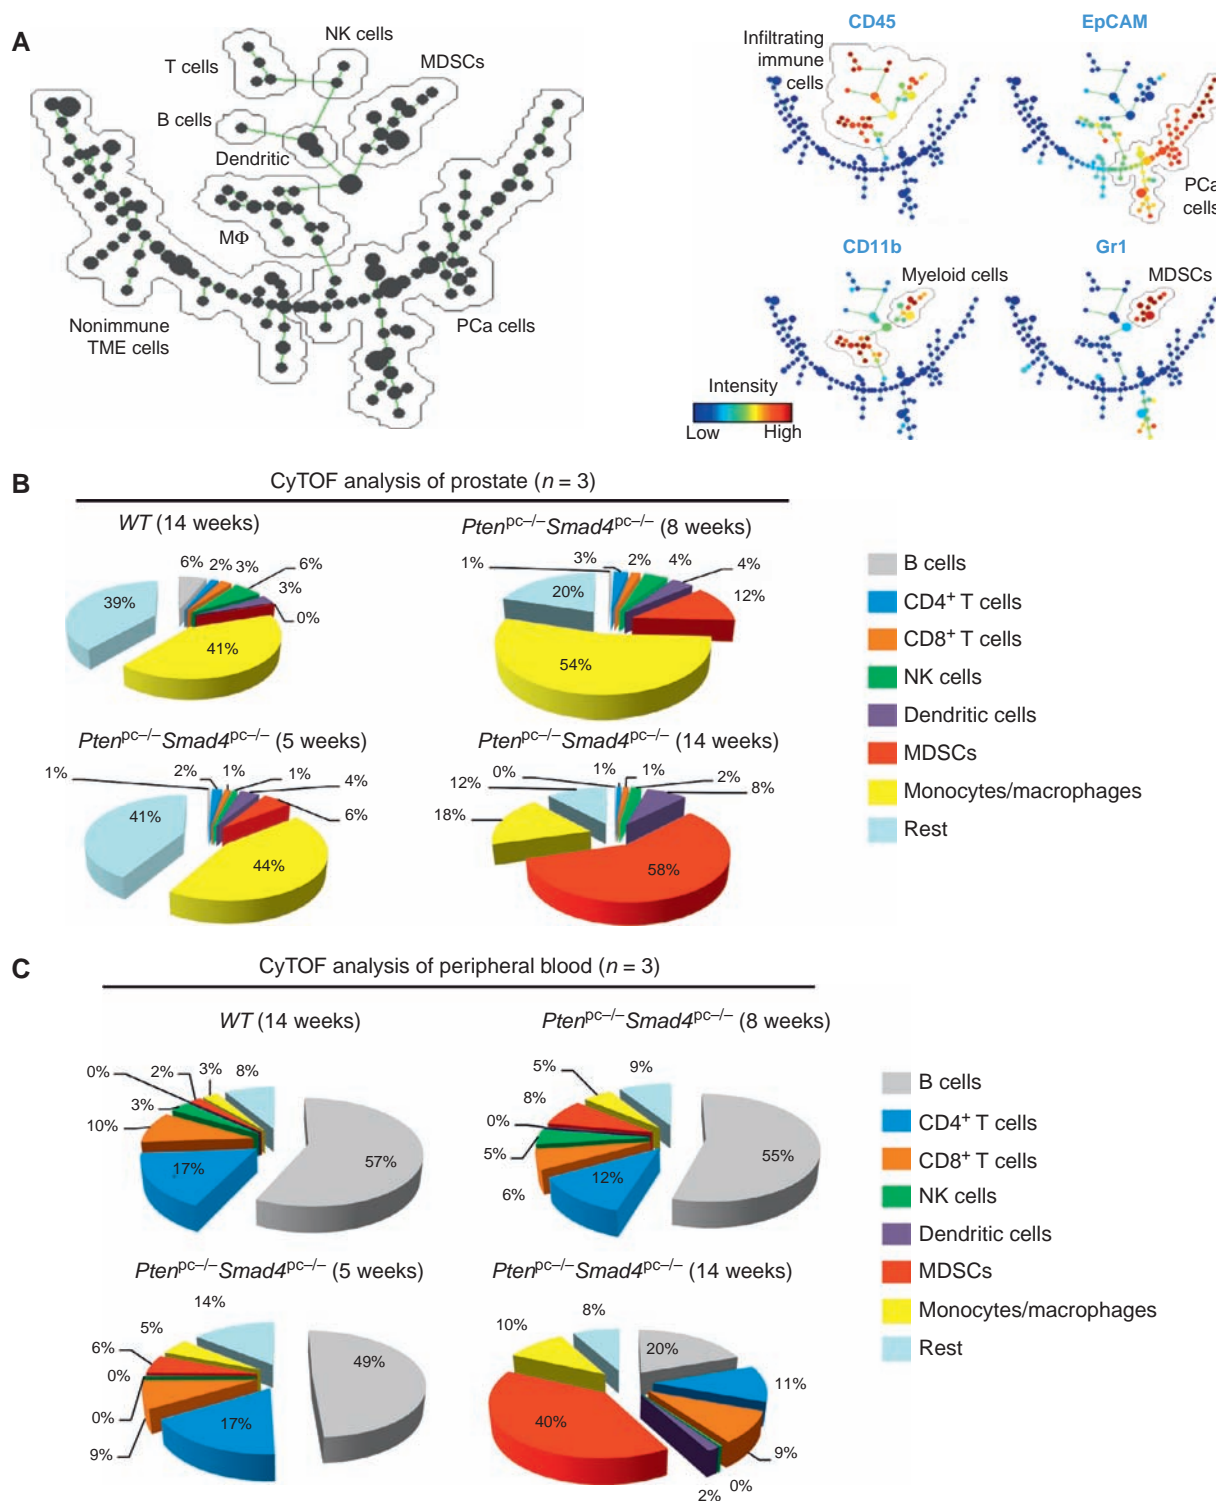 A
NK cells
T cells
MDSCs
B cells
Dendritic
MΦ
Nonimmune
TME cells
PCa cells
CD45
EpCAM
Infiltrating
immune
cells
PCa
cells
CD11b
Gr1
Myeloid cells
MDSCs
Intensity
Low
High
B
CyTOF analysis of prostate (n = 3)
WT (14 weeks)
6%
2%
3%
6%
3%
0%
41%
39%
Pten^pc–/– Smad4^pc–/– (8 weeks)
1%
3%
2%
4%
4%
12%
54%
20%
Pten^pc–/– Smad4^pc–/– (5 weeks)
1%
2%
1%
1%
4%
6%
44%
41%
Pten^pc–/– Smad4^pc–/– (14 weeks)
0%
1%
1%
2%
8%
58%
18%
12%
B cells
CD4+ T cells
CD8+ T cells
NK cells
Dendritic cells
MDSCs
Monocytes/macrophages
Rest
C
CyTOF analysis of peripheral blood (n = 3)
WT (14 weeks)
0%
2%
3%
8%
3%
10%
17%
57%
Pten^pc–/– Smad4^pc–/– (8 weeks)
5%
9%
8%
0%
5%
6%
12%
55%
Pten^pc–/– Smad4^pc–/– (5 weeks)
14%
5%
6%
0%
0%
9%
17%
49%
Pten^pc–/– Smad4^pc–/– (14 weeks)
8%
10%
20%
11%
40%
9%
0%
2%
B cells
CD4+ T cells
CD8+ T cells
NK cells
Dendritic cells
MDSCs
Monocytes/macrophages
Rest